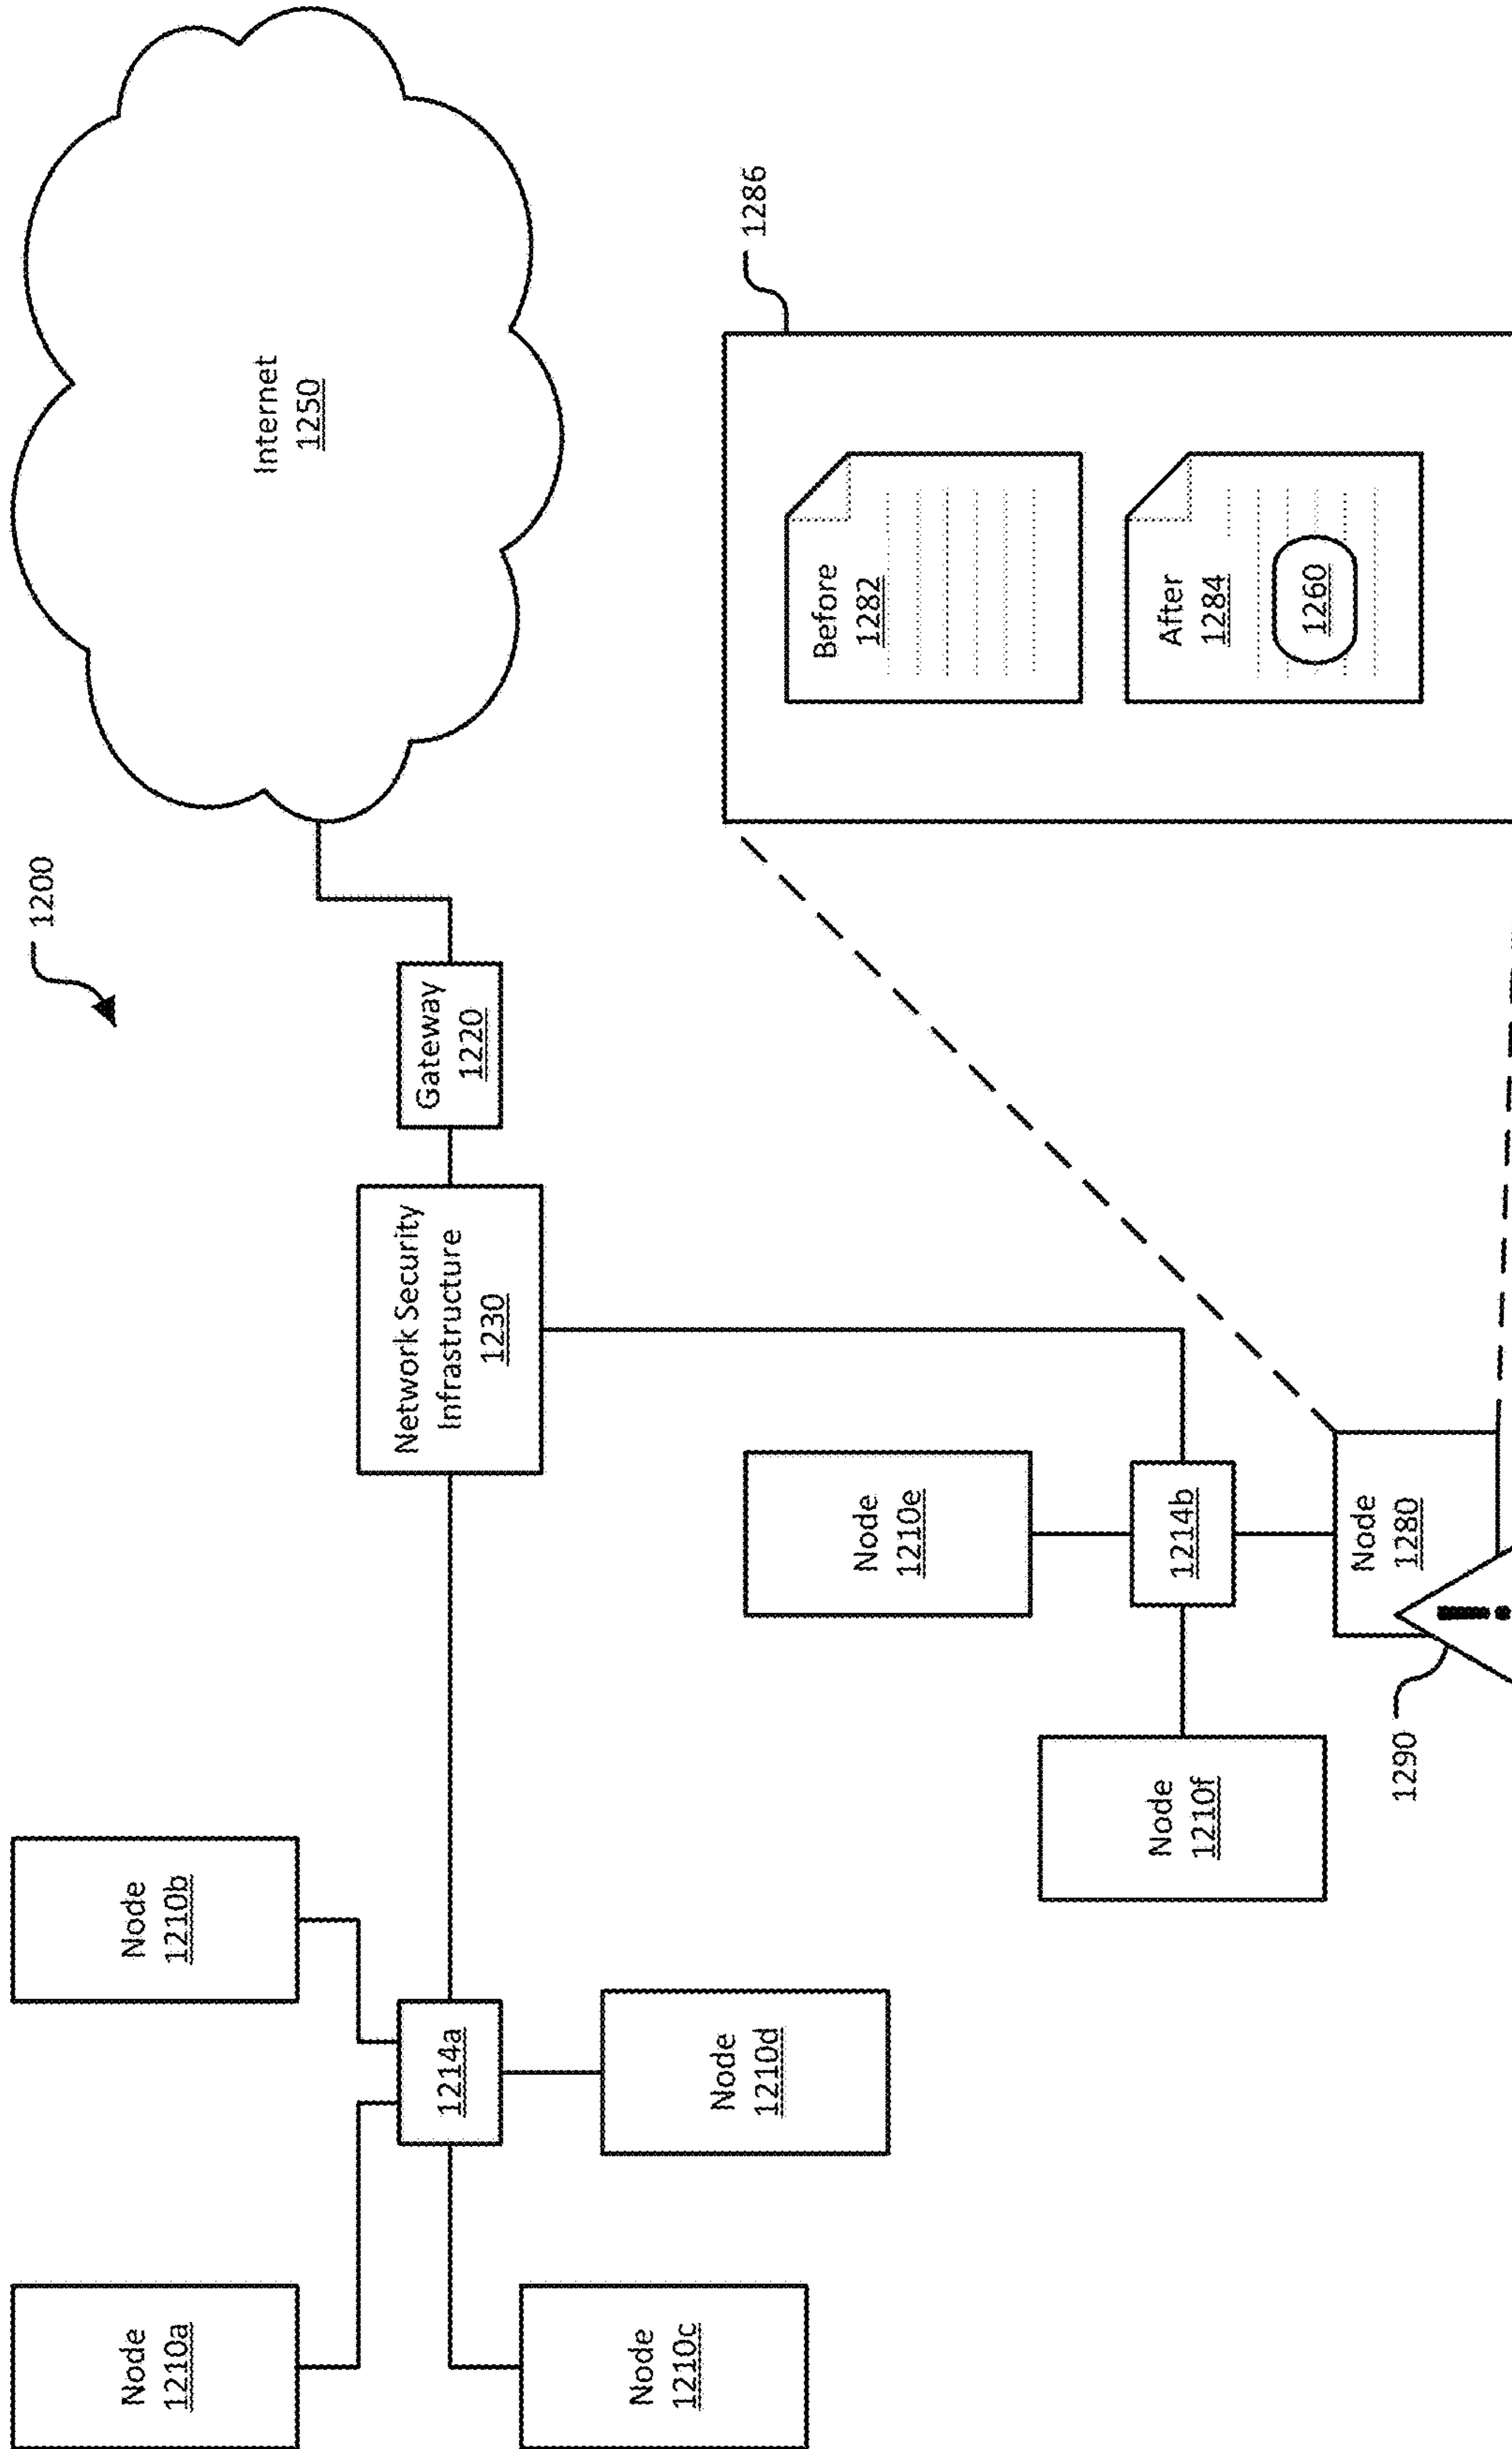 1200
Node
1210a
Node
1210b
Node
1210c
Node
1210d
1214a
Network Security
Infrastructure
1230
Gateway
1220
Internet
1250
Node
1210e
Node
1210f
1214b
Node
1280
!
1290
1286
Before
1282
After
1284
1260